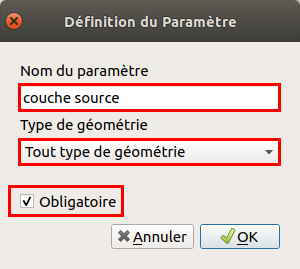 Définition du Paramètre
Nom du paramètre
couche source
Type de géométrie
Tout type de géométrie
Obligatoire
Annuler OK